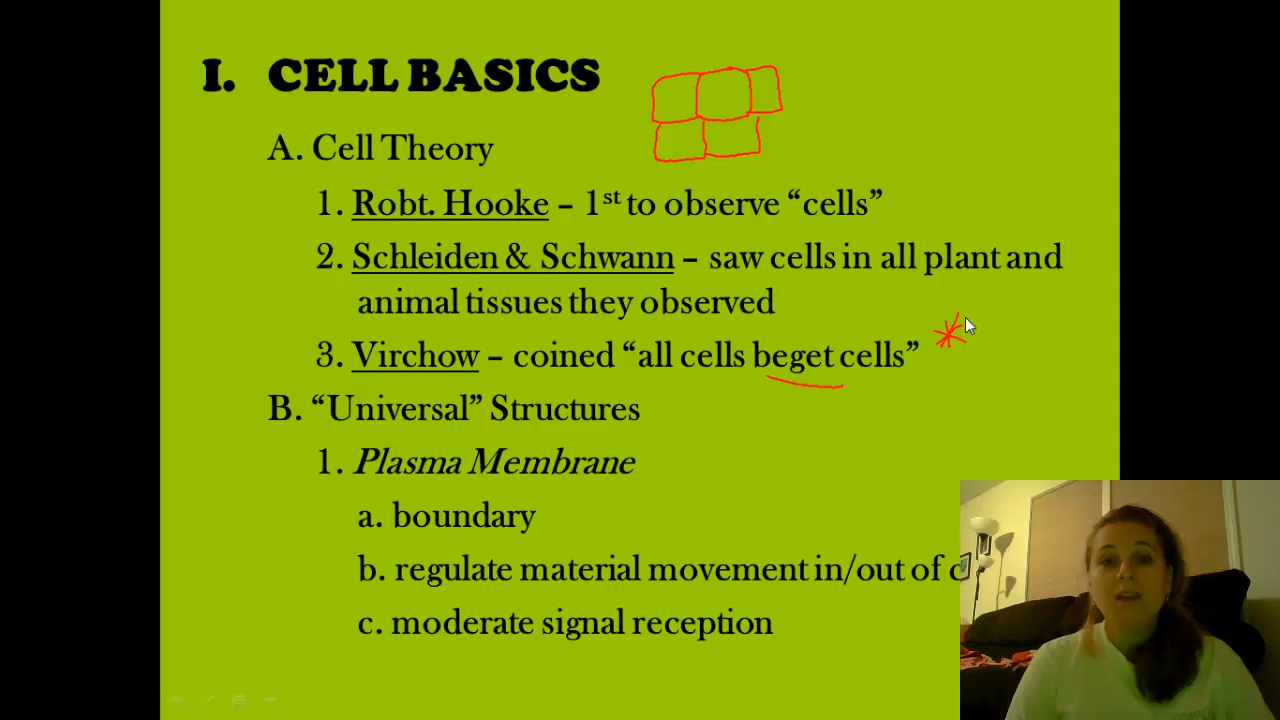 I. CELL BASICS
A. Cell Theory
1. Robt. Hooke – 1st to observe “cells”
2. Schleiden & Schwann – saw cells in all plant and
animal tissues they observed
3. Virchow – coined “all cells beget cells”
B. “Universal” Structures
1. Plasma Membrane
a. boundary
b. regulate material movement in/out of
c. moderate signal reception